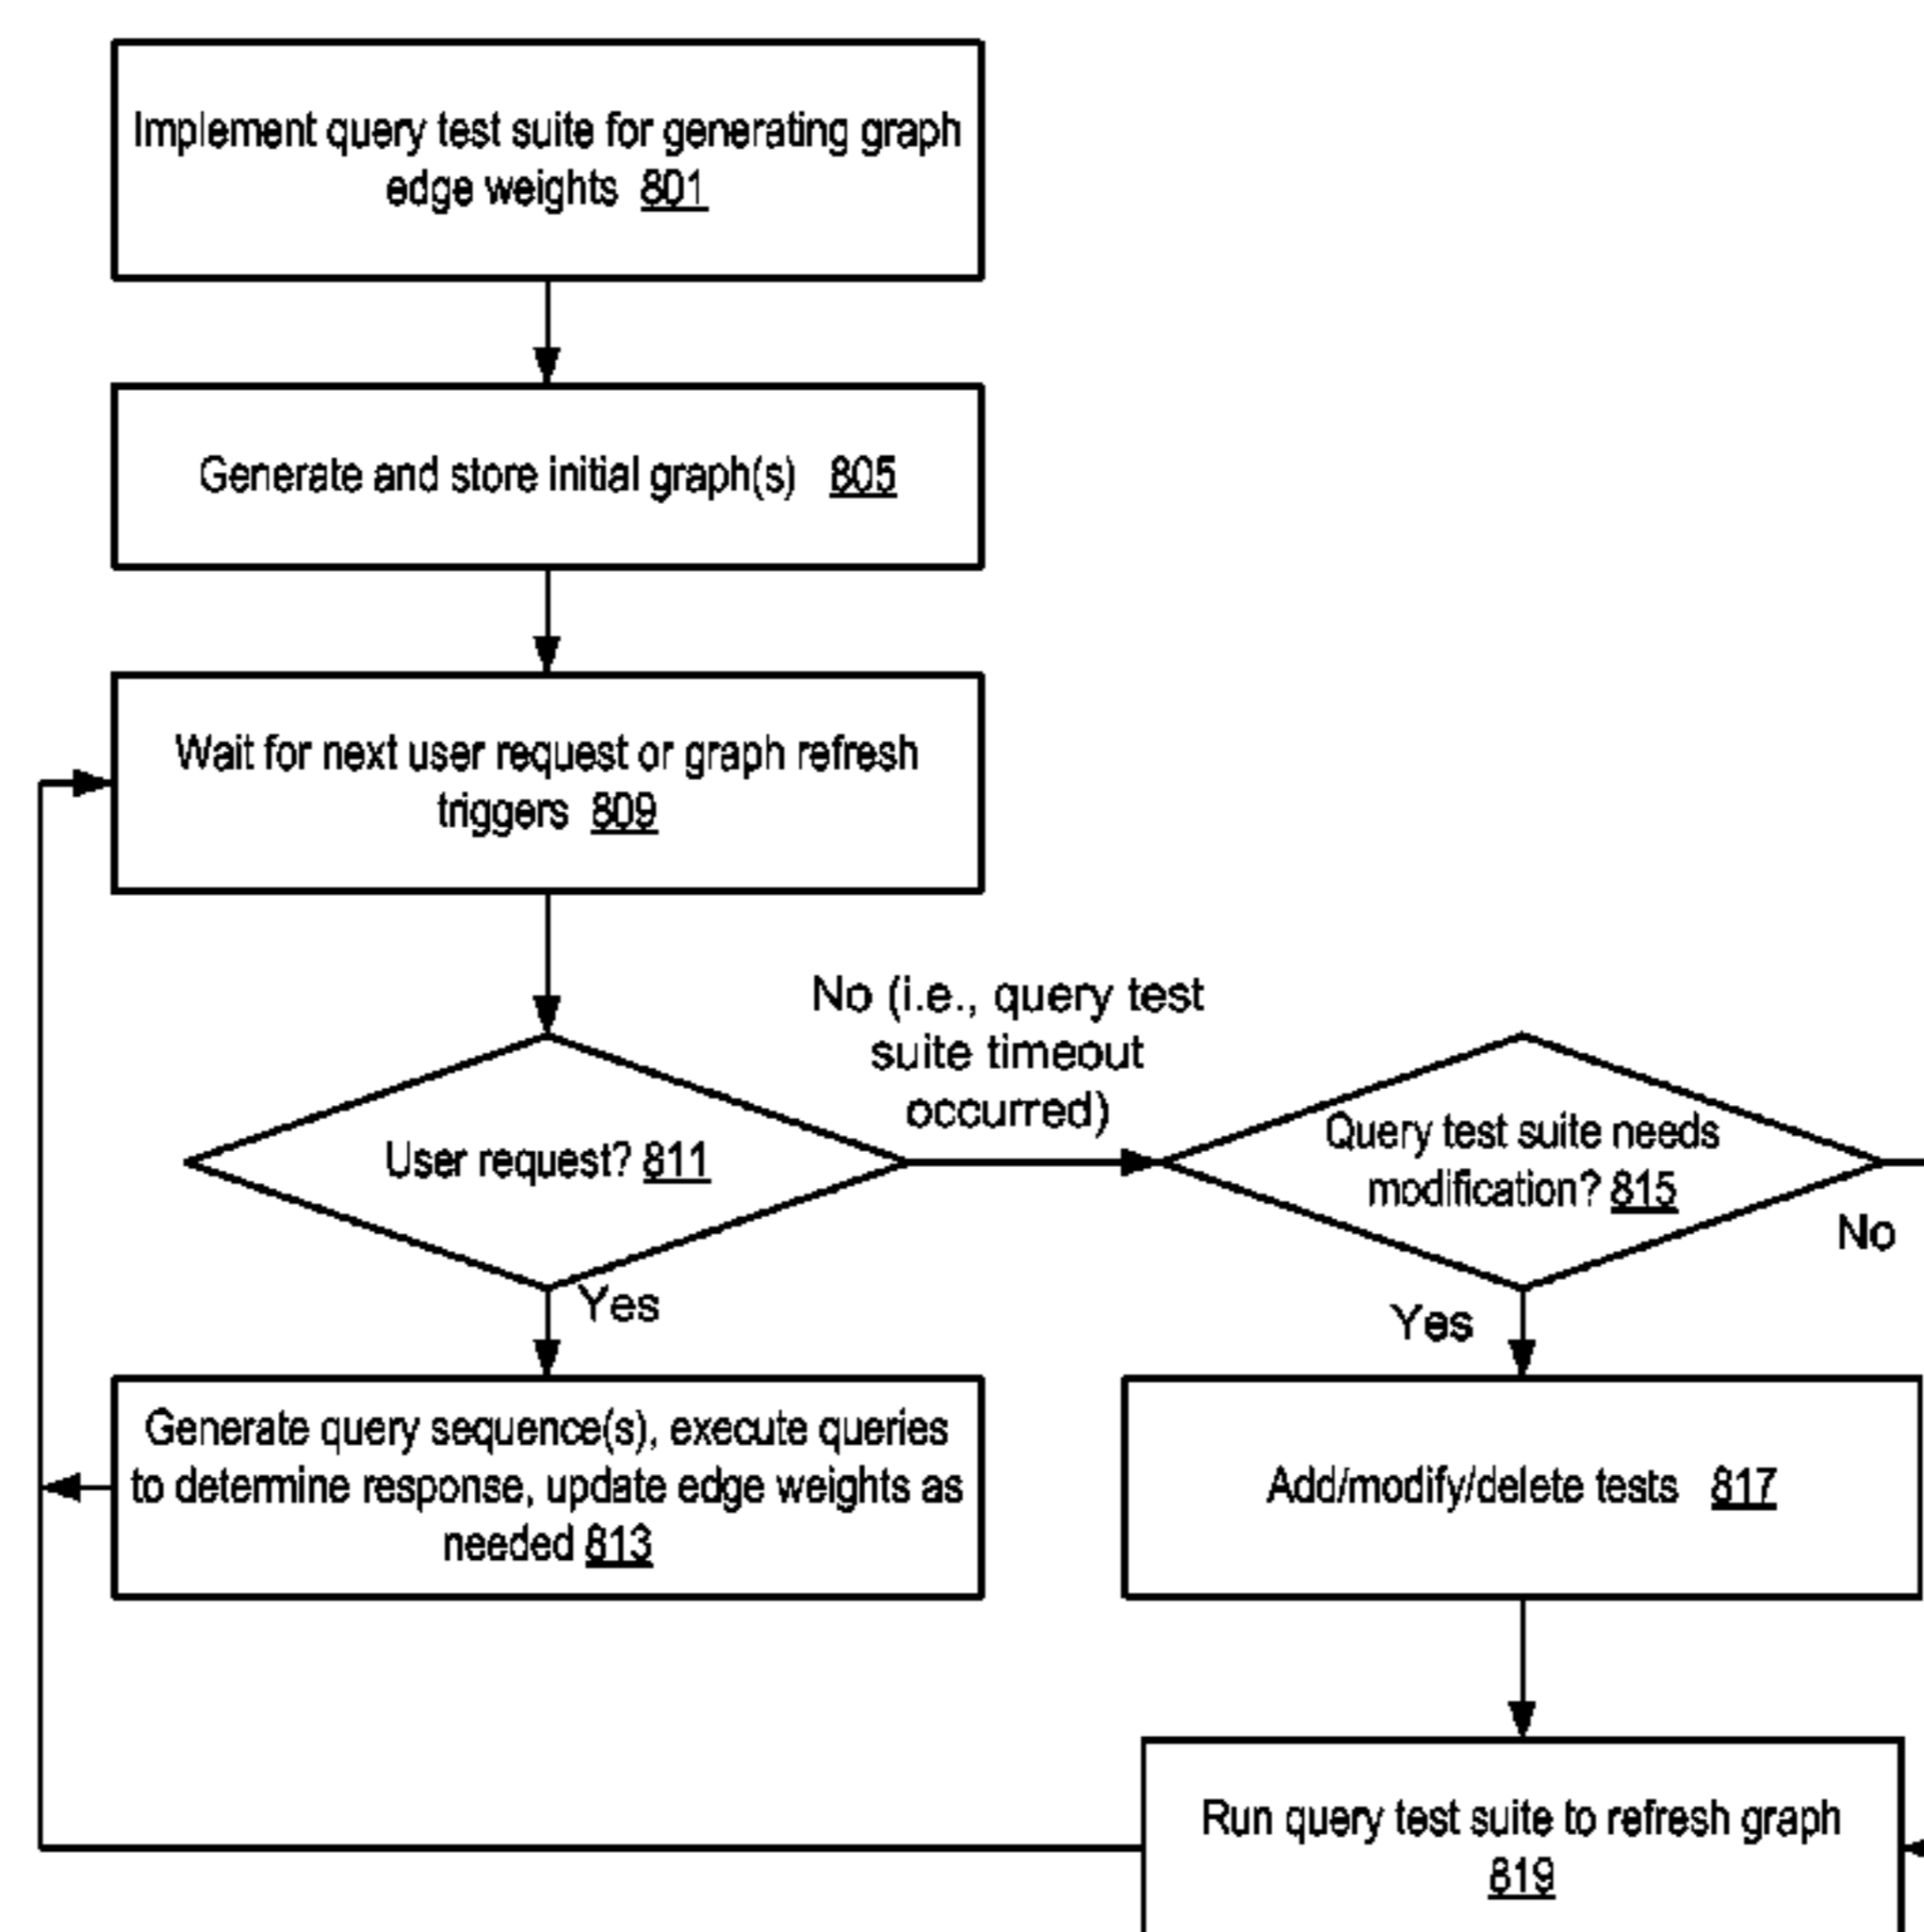 Implement query test suite for generating graph
edge weights 801
Generate and store initial graph(s) 805
Wait for next user request or graph refresh
triggers 809
No (i.e., query test
suite timeout
occurred)
User request? 811
Query test suite needs
modification? 815
No
Yes
Yes
Generate query sequence(s), execute queries
to determine response, update edge weights as
needed 813
Add/modify/delete tests 817
Run query test suite to refresh graph
819